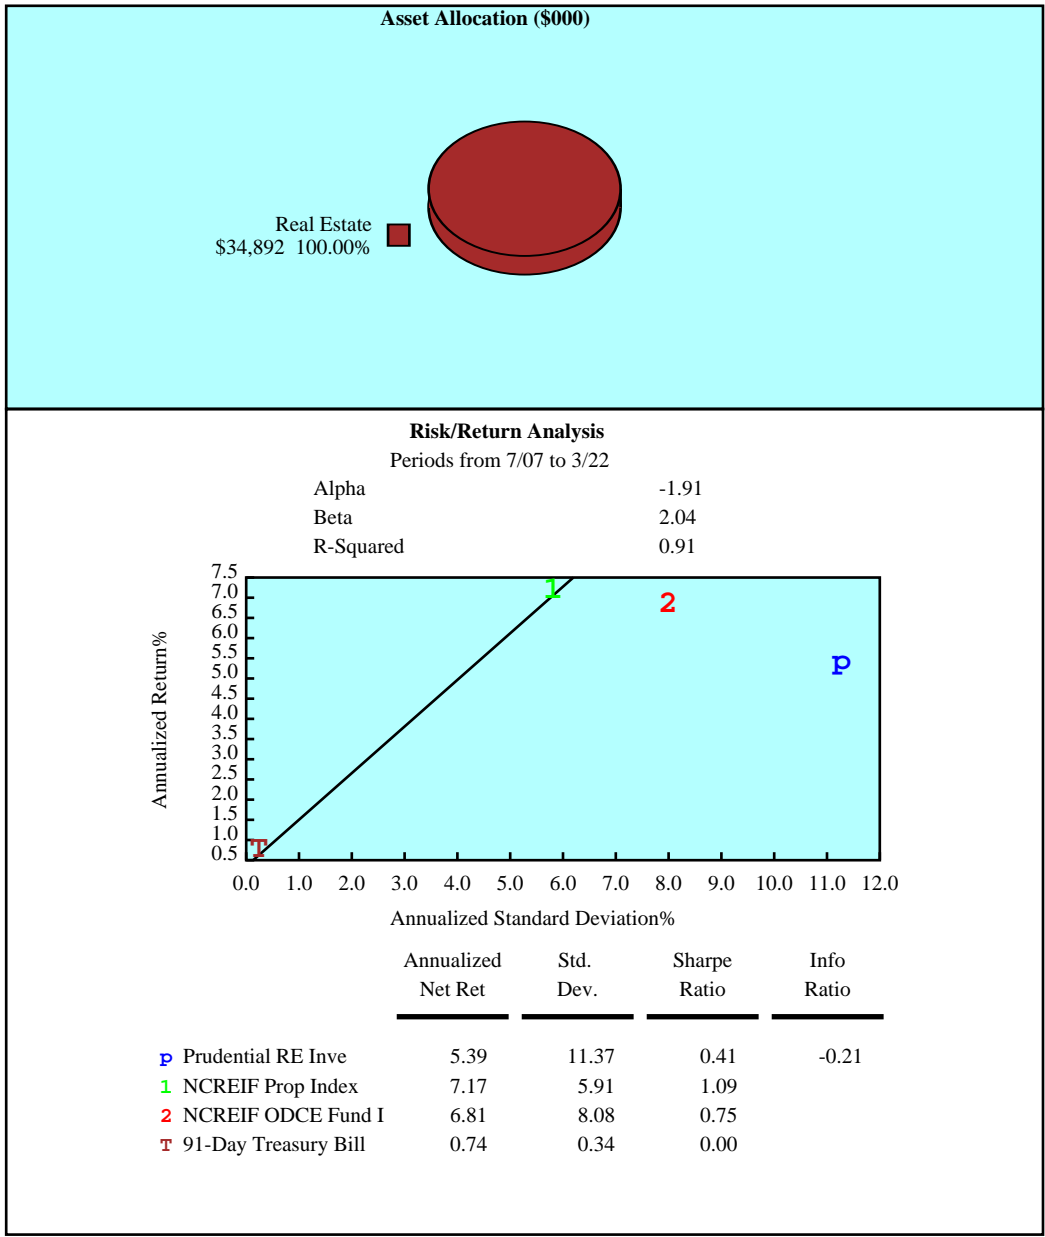 Asset Allocation ($000)
Real Estate
$34,892 100.00%
Risk/Return Analysis
Periods from 7/07 to 3/22
Alpha -1.91
Beta 2.04
R-Squared 0.91
7.5
7.0
6.5
6.0
5.5
5.0
4.5
4.0
3.5
3.0
2.5
2.0
1.5
1.0
0.5
Annualized Return%
1
2
p
T
0.0 1.0 2.0 3.0 4.0 5.0 6.0 7.0 8.0 9.0 10.0 11.0 12.0
Annualized Standard Deviation%
Annualized Std. Sharpe Info
Net Ret Dev. Ratio Ratio
p Prudential RE Inve 5.39 11.37 0.41 -0.21
1 NCREIF Prop Index 7.17 5.91 1.09
2 NCREIF ODCE Fund I 6.81 8.08 0.75
T 91-Day Treasury Bill 0.74 0.34 0.00